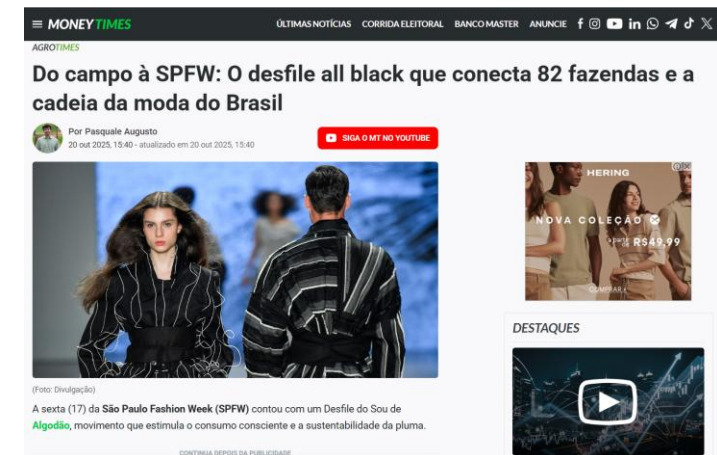 MONEY TIMES
ÚLTIMAS NOTÍCIAS CORRIDA ELEITORAL BANCO MASTER ANUNCIE
AGROTIMES
Do campo à SPFW: O desfile all black que conecta 82 fazendas e a
cadeia da moda do Brasil
Por Pasquale Augusto
20 out 2025, 15:40 - atualizado em 20 out 2025, 15:40
SIGA O MT NO YOUTUBE
HERING
NOVA COLEÇÃO
a partir de R$49,99
COMPRAR
DESTAQUES
(Foto: Divulgação)
A sexta (17) da São Paulo Fashion Week (SPFW) contou com um Desfile do Sou de
Algodão, movimento que estimula o consumo consciente e a sustentabilidade da pluma.
CONTINUA DEPOIS DA PUBLICIDADE